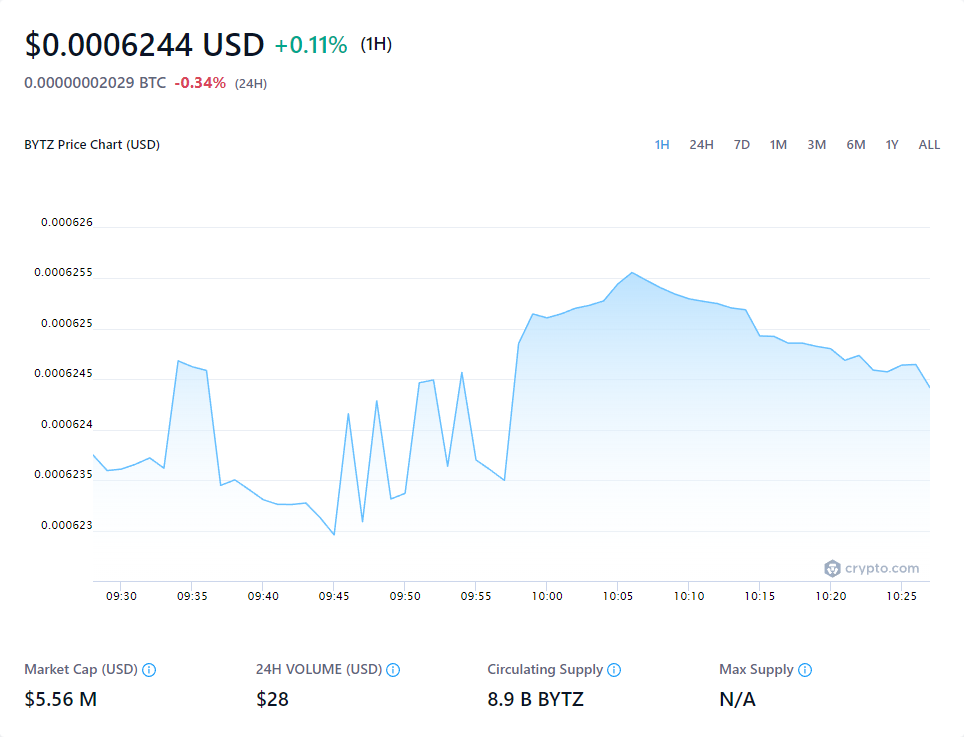 $0.0006244 USD +0.11% (1H)
0.00000002029 BTC -0.34% (24H)
BYTZ Price Chart (USD) 1H 24H 7D 1M 3M 6M 1Y ALL
0.000626
0.0006255
0.000625
0.0006245
0.000624
0.0006235
0.000623
crypto.com
09:30 09:35 09:40 09:45 09:50 09:55 10:00 10:05 10:10 10:15 10:20 10:25
Market Cap (USD) 24H VOLUME (USD) Circulating Supply Max Supply
$5.56 M $28 8.9 B BYTZ N/A